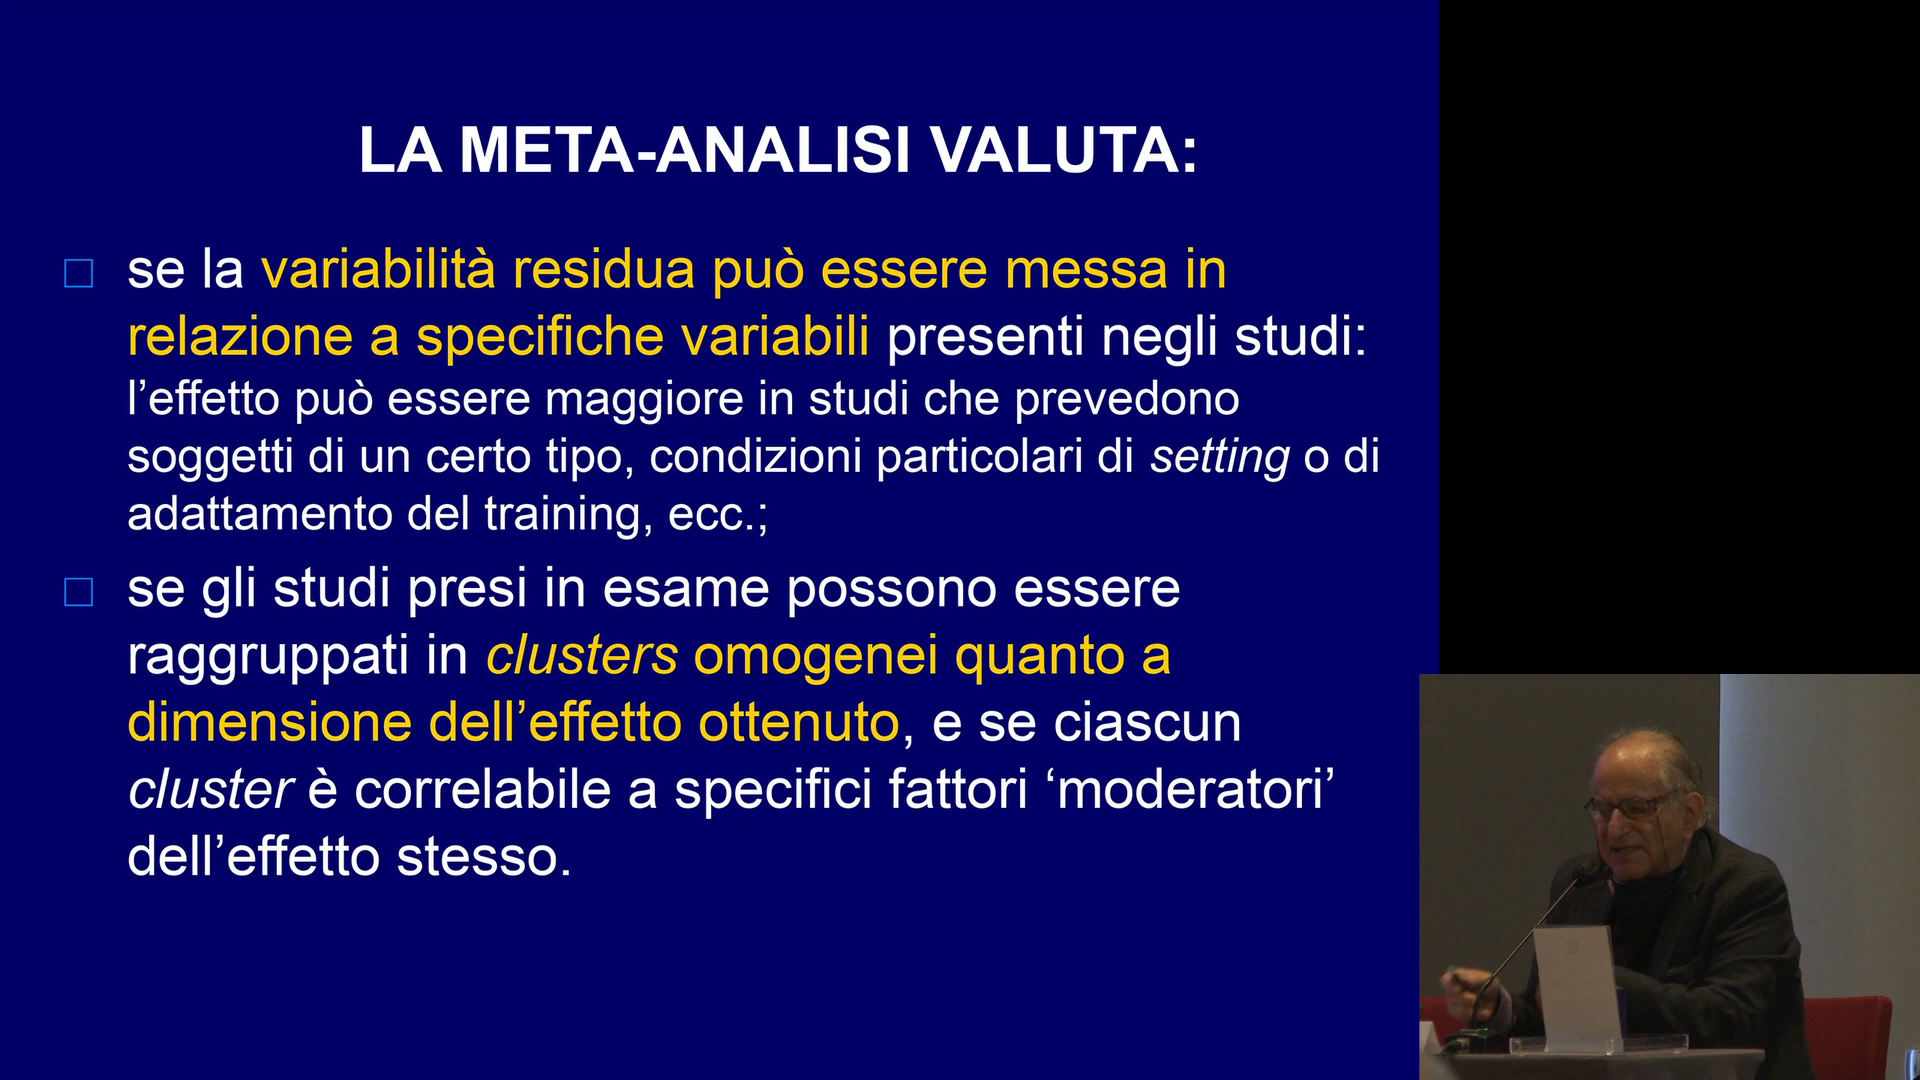 LA META-ANALISI VALUTA:
se la variabilità residua può essere messa in
relazione a specifiche variabili presenti negli studi:
l’effetto può essere maggiore in studi che prevedono
soggetti di un certo tipo, condizioni particolari di setting o di
adattamento del training, ecc.;
se gli studi presi in esame possono essere
raggruppati in clusters omogenei quanto a
dimensione dell’effetto ottenuto, e se ciascun
cluster è correlabile a specifici fattori ‘moderatori’
dell’effetto stesso.